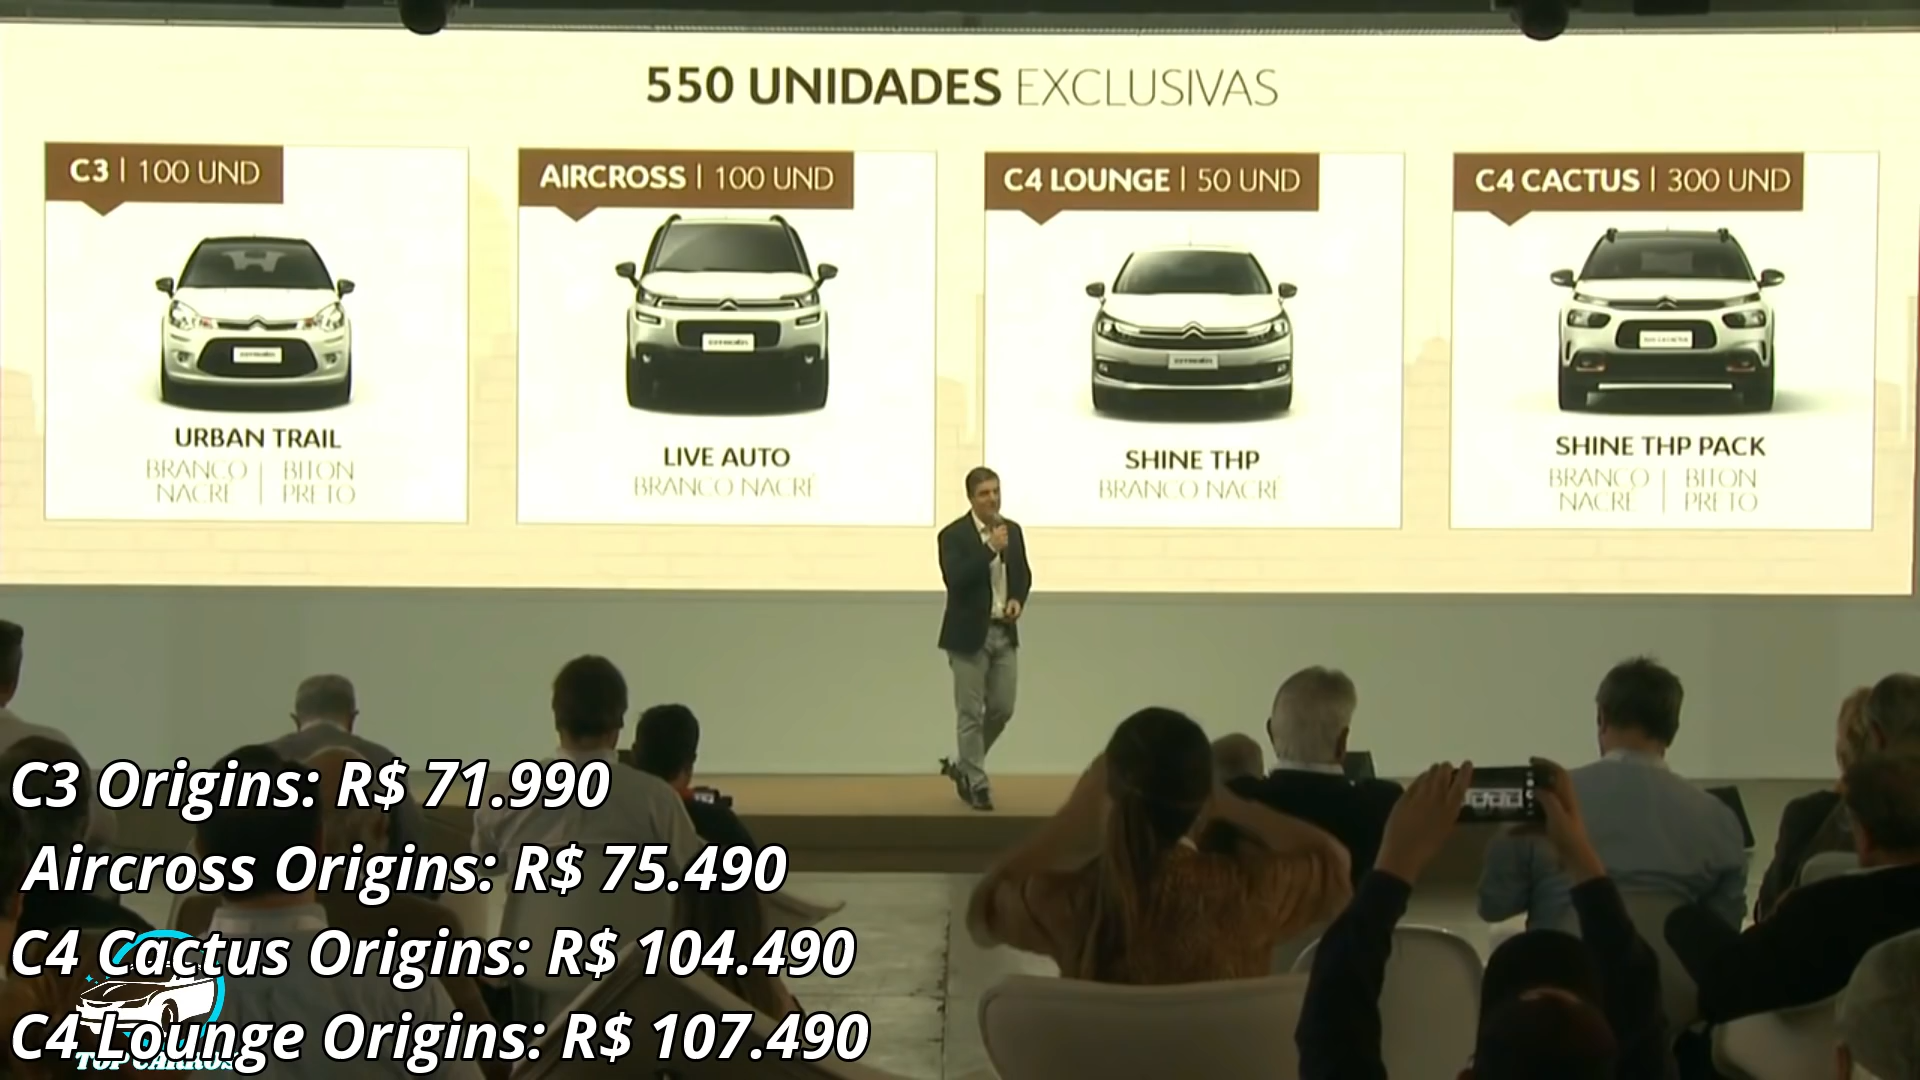 550 UNIDADES EXCLUSIVAS
C3 | 100 UND
AIRCROSS | 100 UND
C4 LOUNGE | 50 UND
C4 CACTUS | 300 UND
URBAN TRAIL
BRANCO NACRÉ | BITON PRETO
LIVE AUTO
BRANCO NACRÉ
SHINE THP
BRANCO NACRÉ
SHINE THP PACK
BRANCO NACRÉ | BITON PRETO
C3 Origins: R$ 71.990
Aircross Origins: R$ 75.490
C4 Cactus Origins: R$ 104.490
C4 Lounge Origins: R$ 107.490
TOP CARROS